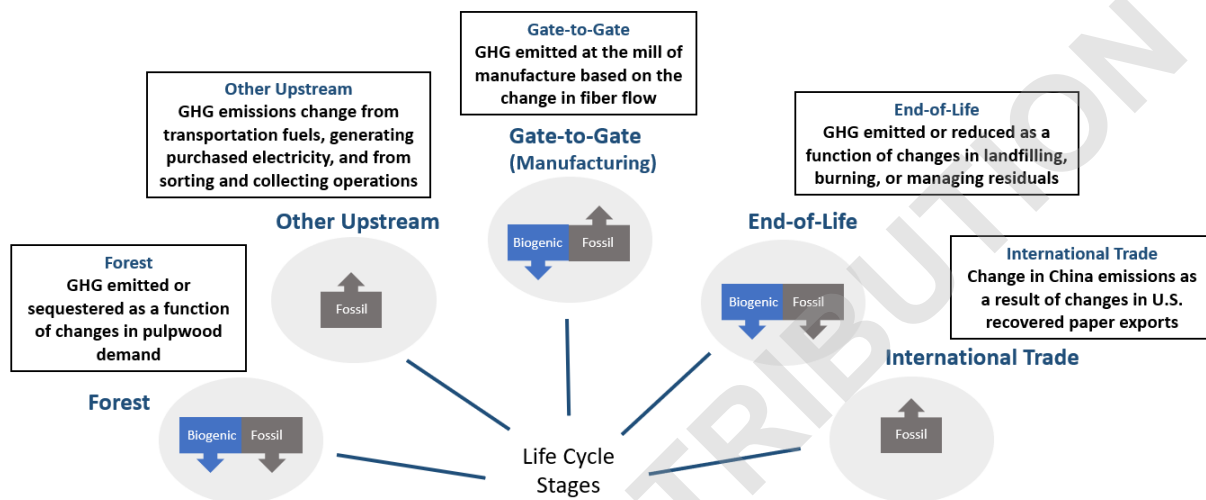 Gate-to-Gate
GHG emitted at the mill of
manufacture based on the
change in fiber flow
Other Upstream
GHG emissions change from
transportation fuels, generating
purchased electricity, and from
sorting and collecting operations
End-of-Life
GHG emitted or reduced as a
function of changes in landfilling,
burning, or managing residuals
Gate-to-Gate
(Manufacturing)
Other Upstream
End-of-Life
Biogenic Fossil
Forest
GHG emitted or
sequestered as a function
of changes in pulpwood
demand
International Trade
Change in China emissions as
a result of changes in U.S.
recovered paper exports
Fossil
Biogenic Fossil
International Trade
Forest
Biogenic Fossil
Fossil
Life Cycle
Stages
TRIBUTION